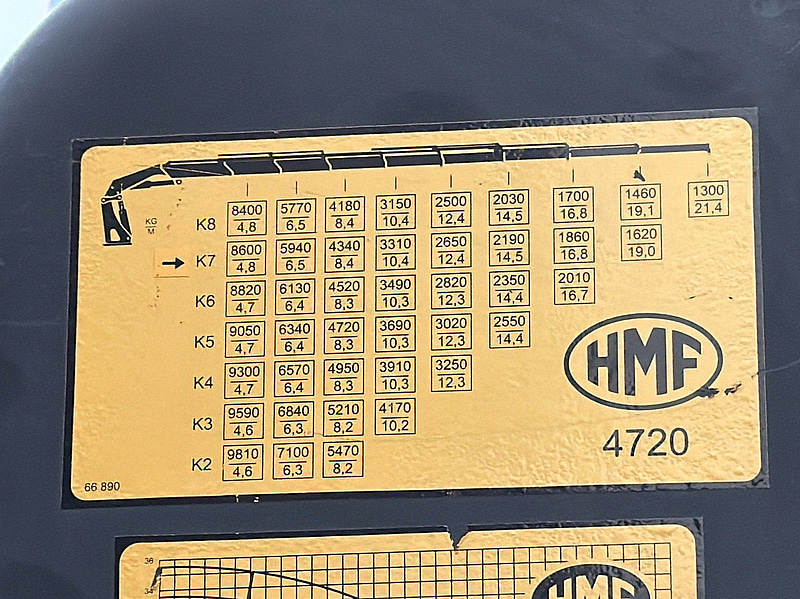 KG
M
K8 8400 5770 4180 3150 2500 2030 1700 1460 1300
4,8 6,5 8,4 10,4 12,4 14,5 16,8 19,1 21,4
K7 8600 5940 4340 3310 2650 2190 1860 1620
4,8 6,5 8,4 10,4 12,4 14,5 16,8 19,0
K6 8820 6130 4520 3490 2820 2350 2010
4,7 6,4 8,3 10,3 12,3 14,4 16,7
K5 9050 6340 4720 3690 3020 2550
4,7 6,4 8,3 10,3 12,3 14,4
K4 9300 6570 4950 3910 3250
4,7 6,4 8,3 10,3 12,3
K3 9590 6840 5210 4170
4,6 6,3 8,2 10,2
K2 9810 7100 5470
4,6 6,3 8,2
HMF
4720
66 890
36
34
HMF